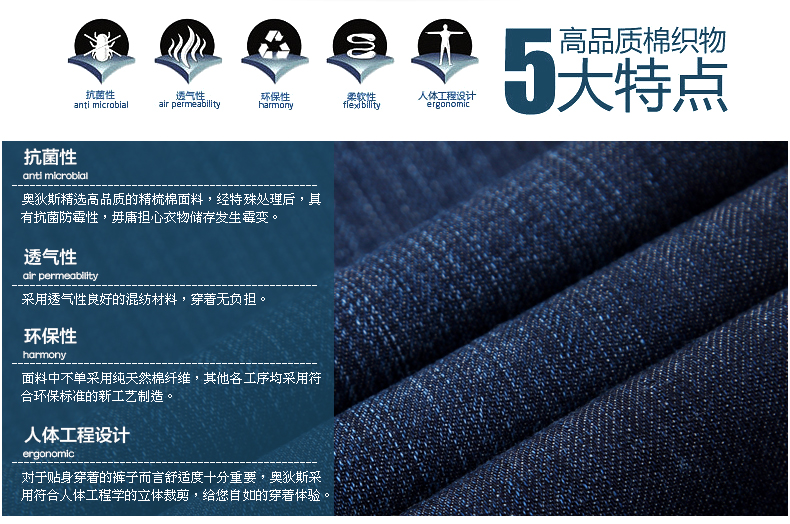 抗菌性
anti microbial
透气性
air permeability
环保性
harmony
柔软性
flexibility
人体工程设计
ergonomic
5
高品质棉织物
大特点
抗菌性
anti microbial
奥狄斯精选高品质的精梳棉面料，经特殊处理后，具
有抗菌防霉性，毋庸担心衣物储存发生霉变。
透气性
air permeability
采用透气性良好的混纺材料，穿着无负担。
环保性
harmony
面料中不单采用纯天然棉纤维，其他各工序均采用符
合环保标准的新工艺制造。
人体工程设计
ergonomic
对于贴身穿着的裤子而言舒适度十分重要，奥狄斯采
用符合人体工程学的立体裁剪，给您自如的穿着体验。